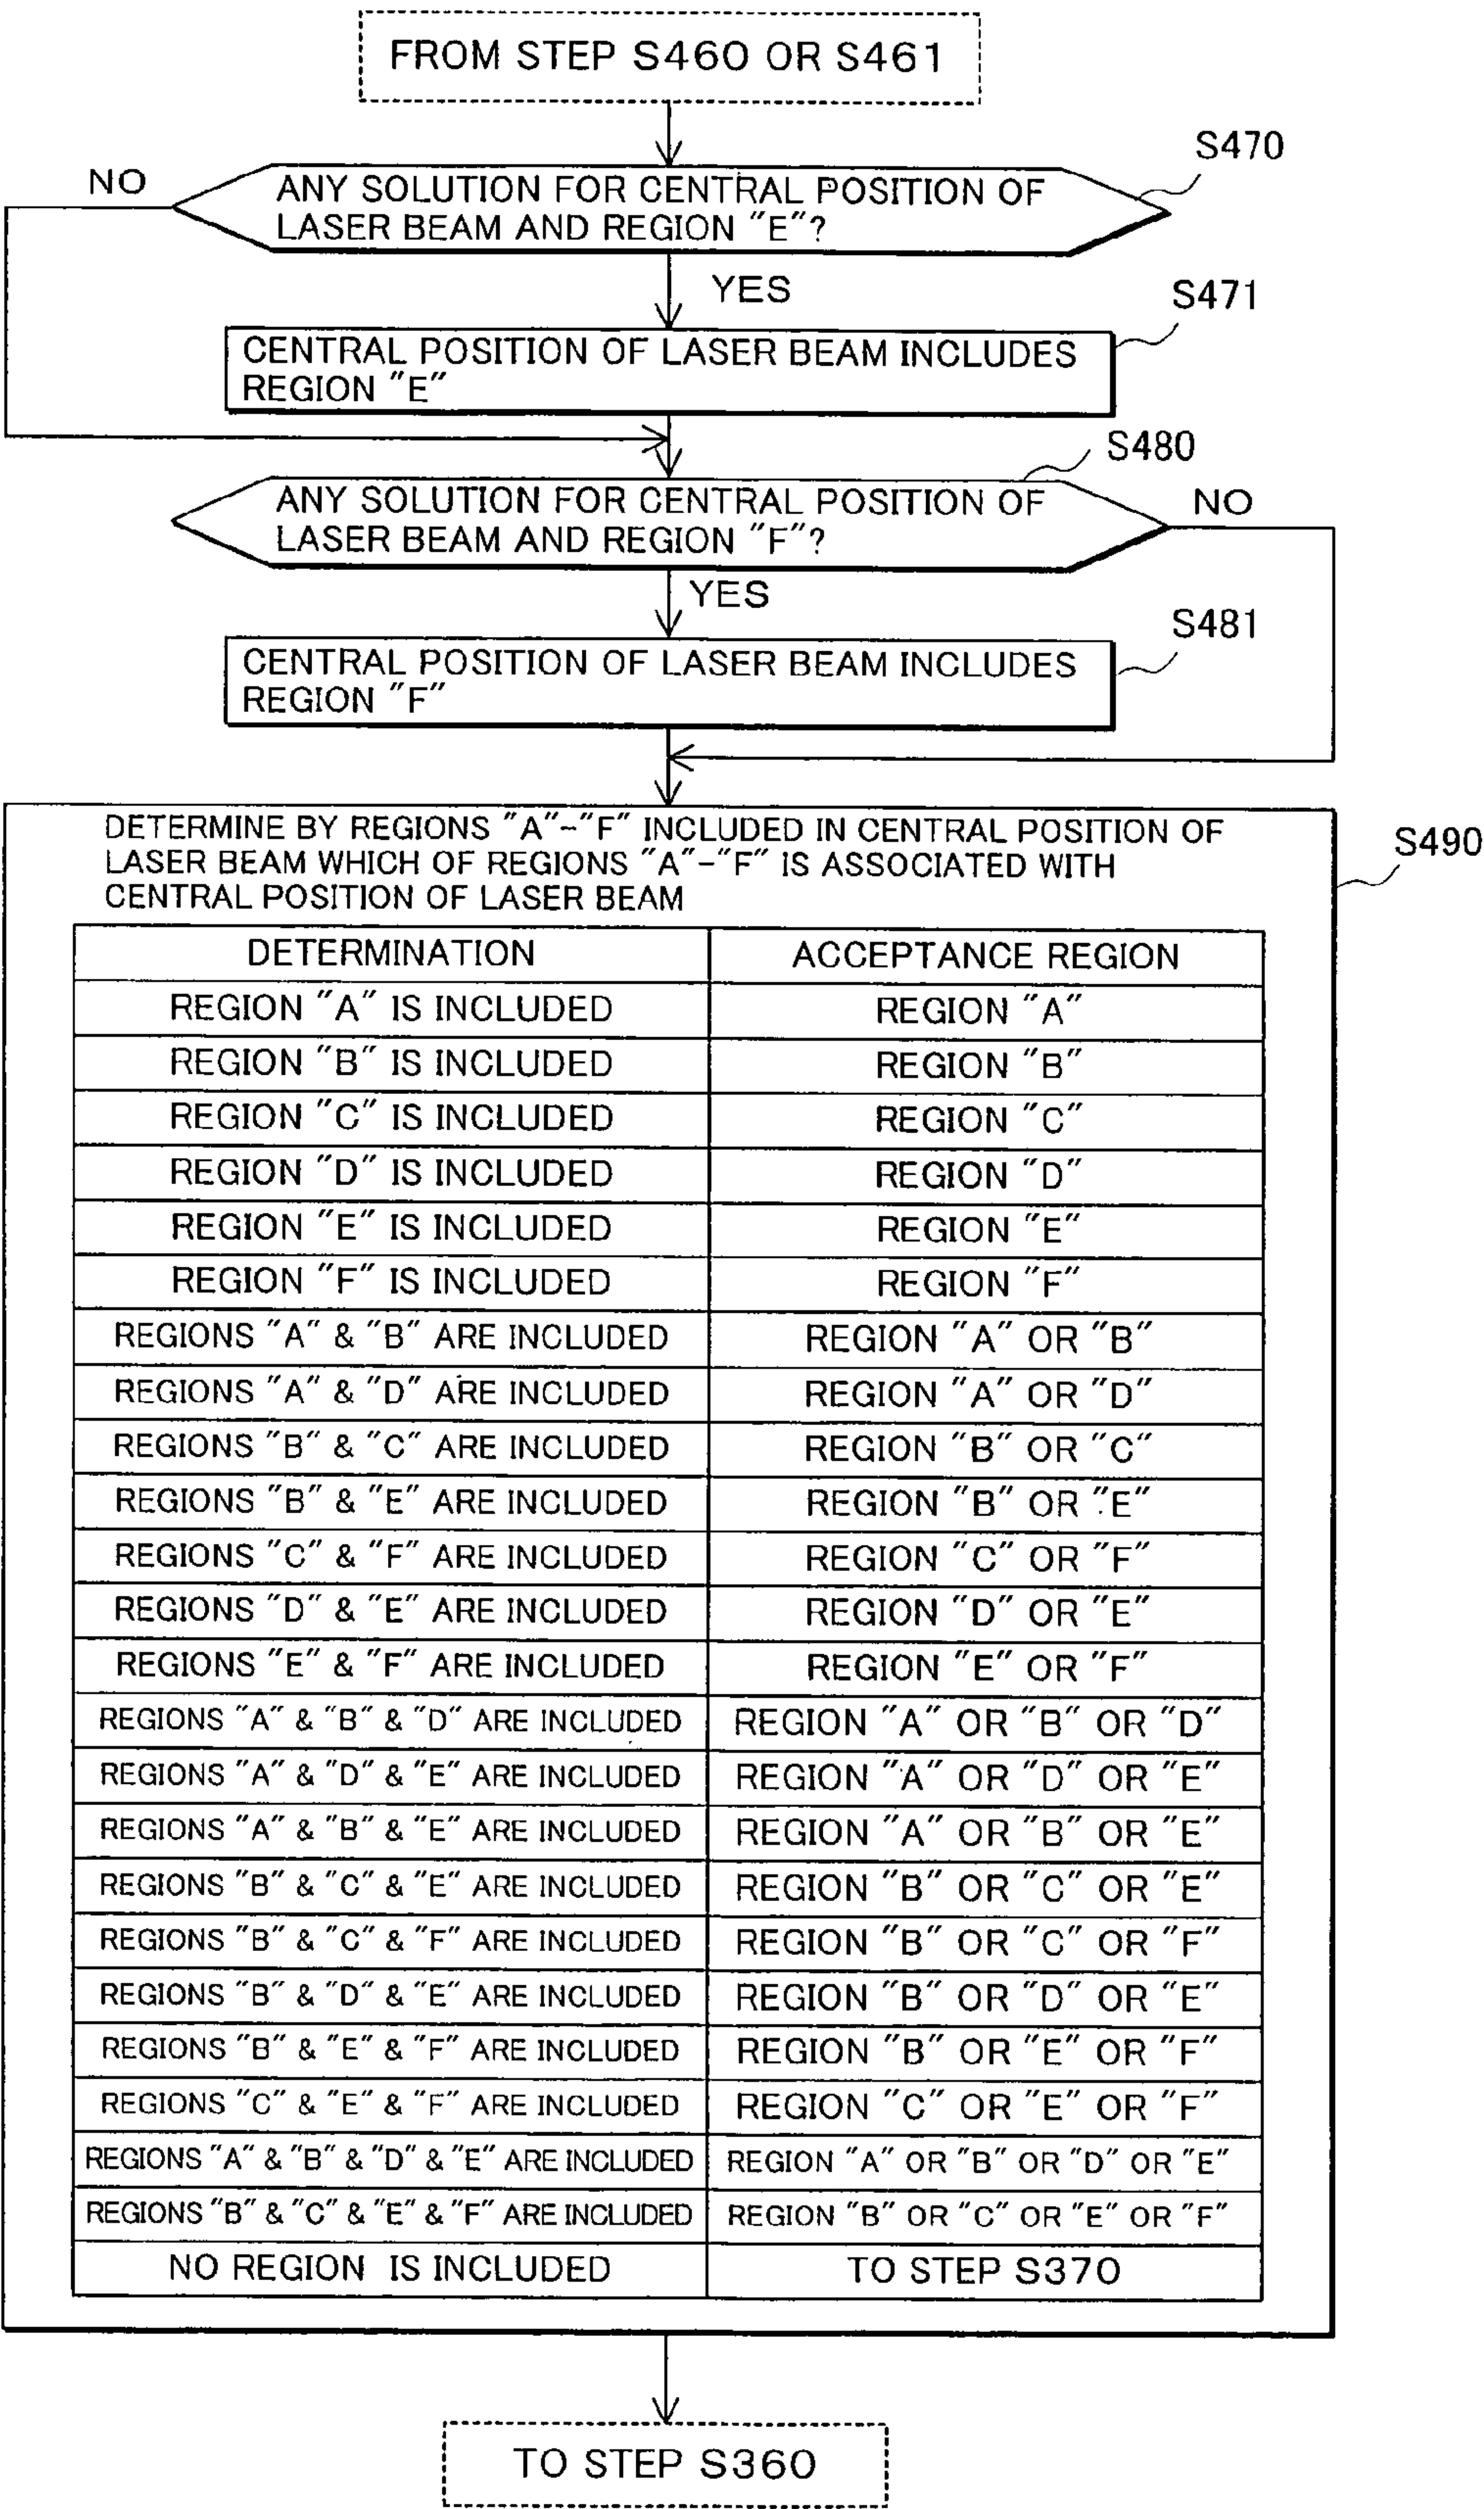 FROM STEP S460 OR S461
S470
NO
ANY SOLUTION FOR CENTRAL POSITION OF
LASER BEAM AND REGION "E"?
YES
S471
CENTRAL POSITION OF LASER BEAM INCLUDES
REGION "E"
S480
ANY SOLUTION FOR CENTRAL POSITION OF
LASER BEAM AND REGION "F"?
NO
YES
S481
CENTRAL POSITION OF LASER BEAM INCLUDES
REGION "F"
DETERMINE BY REGIONS "A"-"F" INCLUDED IN CENTRAL POSITION OF
LASER BEAM WHICH OF REGIONS "A"-"F" IS ASSOCIATED WITH
CENTRAL POSITION OF LASER BEAM
S490
DETERMINATION ACCEPTANCE REGION
REGION "A" IS INCLUDED REGION "A"
REGION "B" IS INCLUDED REGION "B"
REGION "C" IS INCLUDED REGION "C"
REGION "D" IS INCLUDED REGION "D"
REGION "E" IS INCLUDED REGION "E"
REGION "F" IS INCLUDED REGION "F"
REGIONS "A" & "B" ARE INCLUDED REGION "A" OR "B"
REGIONS "A" & "D" ARE INCLUDED REGION "A" OR "D"
REGIONS "B" & "C" ARE INCLUDED REGION "B" OR "C"
REGIONS "B" & "E" ARE INCLUDED REGION "B" OR "E"
REGIONS "C" & "F" ARE INCLUDED REGION "C" OR "F"
REGIONS "D" & "E" ARE INCLUDED REGION "D" OR "E"
REGIONS "E" & "F" ARE INCLUDED REGION "E" OR "F"
REGIONS "A" & "B" & "D" ARE INCLUDED REGION "A" OR "B" OR "D"
REGIONS "A" & "D" & "E" ARE INCLUDED REGION "A" OR "D" OR "E"
REGIONS "A" & "B" & "E" ARE INCLUDED REGION "A" OR "B" OR "E"
REGIONS "B" & "C" & "E" ARE INCLUDED REGION "B" OR "C" OR "E"
REGIONS "B" & "C" & "F" ARE INCLUDED REGION "B" OR "C" OR "F"
REGIONS "B" & "D" & "E" ARE INCLUDED REGION "B" OR "D" OR "E"
REGIONS "B" & "E" & "F" ARE INCLUDED REGION "B" OR "E" OR "F"
REGIONS "C" & "E" & "F" ARE INCLUDED REGION "C" OR "E" OR "F"
REGIONS "A" & "B" & "D" & "E" ARE INCLUDED REGION "A" OR "B" OR "D" OR "E"
REGIONS "B" & "C" & "E" & "F" ARE INCLUDED REGION "B" OR "C" OR "E" OR "F"
NO REGION IS INCLUDED TO STEP S370
TO STEP S360